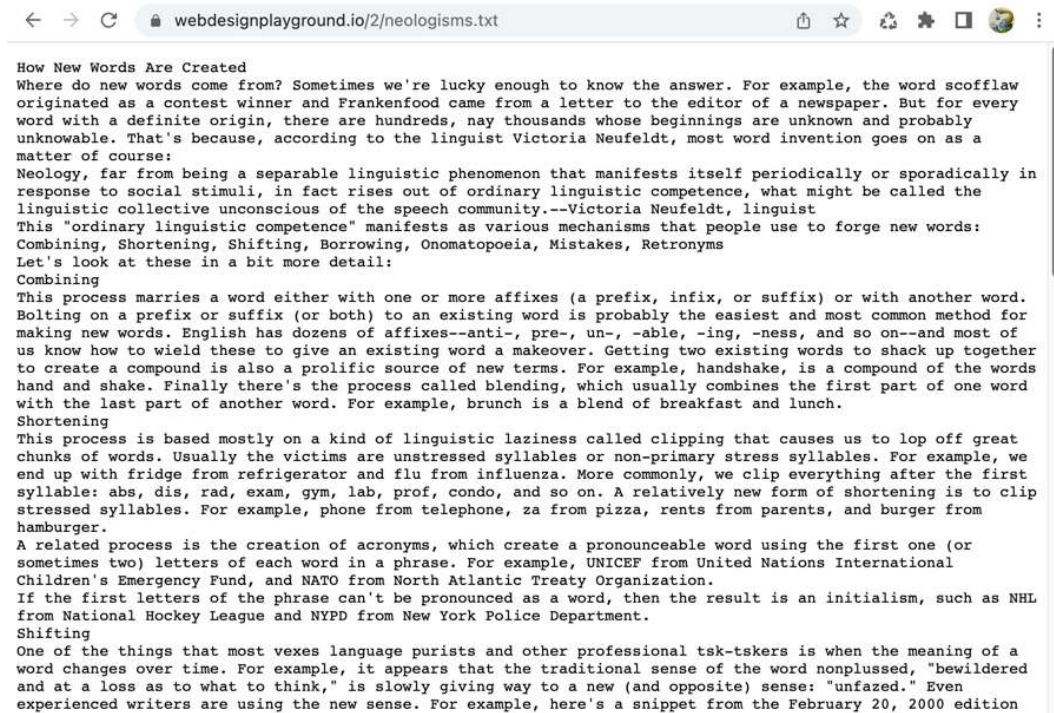 webdesignplayground.io/2/neologisms.txt
How New Words Are Created
Where do new words come from? Sometimes we're lucky enough to know the answer. For example, the word scofflaw
originated as a contest winner and Frankenfood came from a letter to the editor of a newspaper. But for every
word with a definite origin, there are hundreds, nay thousands whose beginnings are unknown and probably
unknowable. That's because, according to the linguist Victoria Neufeldt, most word invention goes on as a
matter of course:
Neology, far from being a separable linguistic phenomenon that manifests itself periodically or sporadically in
response to social stimuli, in fact rises out of ordinary linguistic competence, what might be called the
linguistic collective unconscious of the speech community.--Victoria Neufeldt, linguist
This "ordinary linguistic competence" manifests as various mechanisms that people use to forge new words:
Combining, Shortening, Shifting, Borrowing, Onomatopoeia, Mistakes, Retronyms
Let's look at these in a bit more detail:
Combining
This process marries a word either with one or more affixes (a prefix, infix, or suffix) or with another word.
Bolting on a prefix or suffix (or both) to an existing word is probably the easiest and most common method for
making new words. English has dozens of affixes--anti-, pre-, un-, -able, -ing, -ness, and so on--and most of
us know how to wield these to give an existing word a makeover. Getting two existing words to shack up together
to create a compound is also a prolific source of new terms. For example, handshake, is a compound of the words
hand and shake. Finally there's the process called blending, which usually combines the first part of one word
with the last part of another word. For example, brunch is a blend of breakfast and lunch.
Shortening
This process is based mostly on a kind of linguistic laziness called clipping that causes us to lop off great
chunks of words. Usually the victims are unstressed syllables or non-primary stress syllables. For example, we
end up with fridge from refrigerator and flu from influenza. More commonly, we clip everything after the first
syllable: abs, dis, rad, exam, gym, lab, prof, condo, and so on. A relatively new form of shortening is to clip
stressed syllables. For example, phone from telephone, za from pizza, rents from parents, and burger from
hamburger.
A related process is the creation of acronyms, which create a pronounceable word using the first one (or
sometimes two) letters of each word in a phrase. For example, UNICEF from United Nations International
Children's Emergency Fund, and NATO from North Atlantic Treaty Organization.
If the first letters of the phrase can't be pronounced as a word, then the result is an initialism, such as NHL
from National Hockey League and NYPD from New York Police Department.
Shifting
One of the things that most vexes language purists and other professional tsk-tskers is when the meaning of a
word changes over time. For example, it appears that the traditional sense of the word nonplussed, "bewildered
and at a loss as to what to think," is slowly giving way to a new (and opposite) sense: "unfazed." Even
experienced writers are using the new sense. For example, here's a snippet from the February 20, 2000 edition